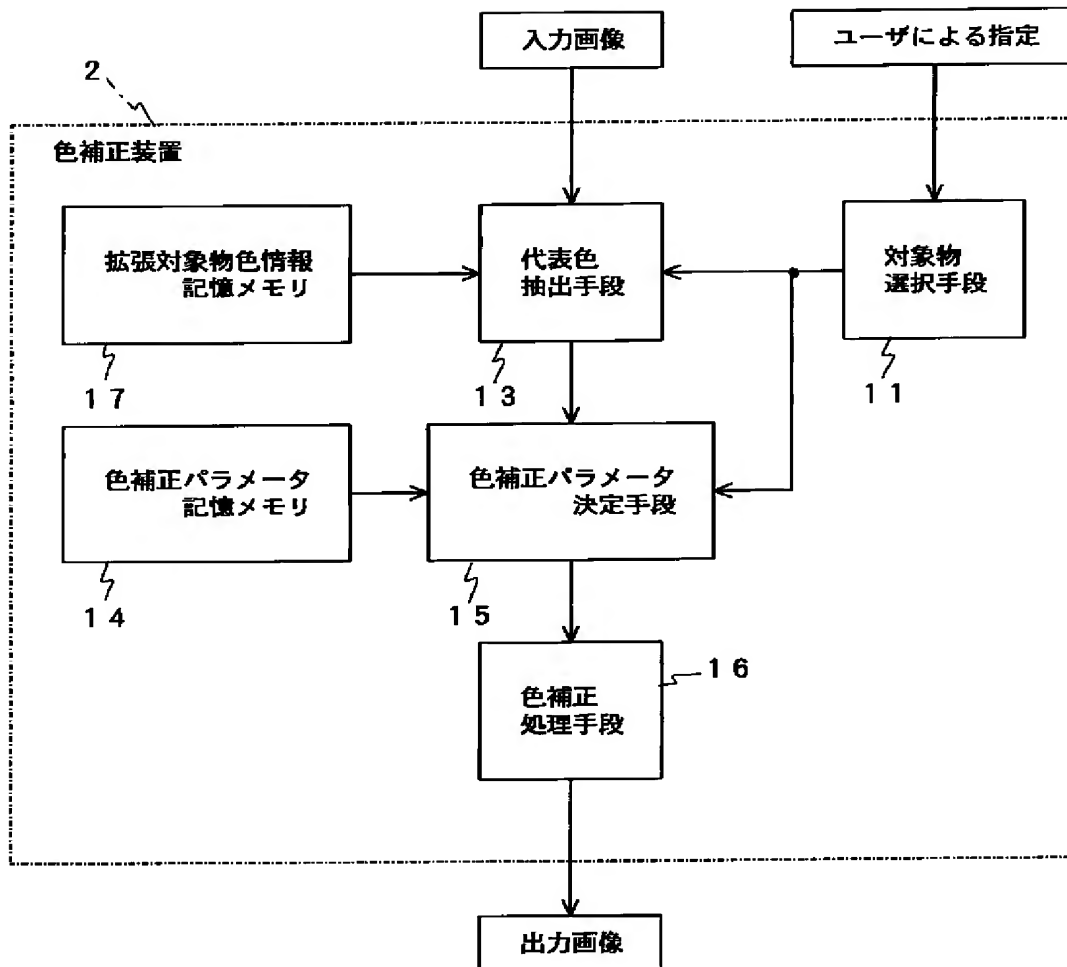 入力画像
ユーザによる指定
2
色補正装置
拡張対象物色情報
記憶メモリ
代表色
抽出手段
対象物
選択手段
17
13
11
色補正パラメータ
記憶メモリ
色補正パラメータ
決定手段
14
15
色補正
処理手段
16
出力画像